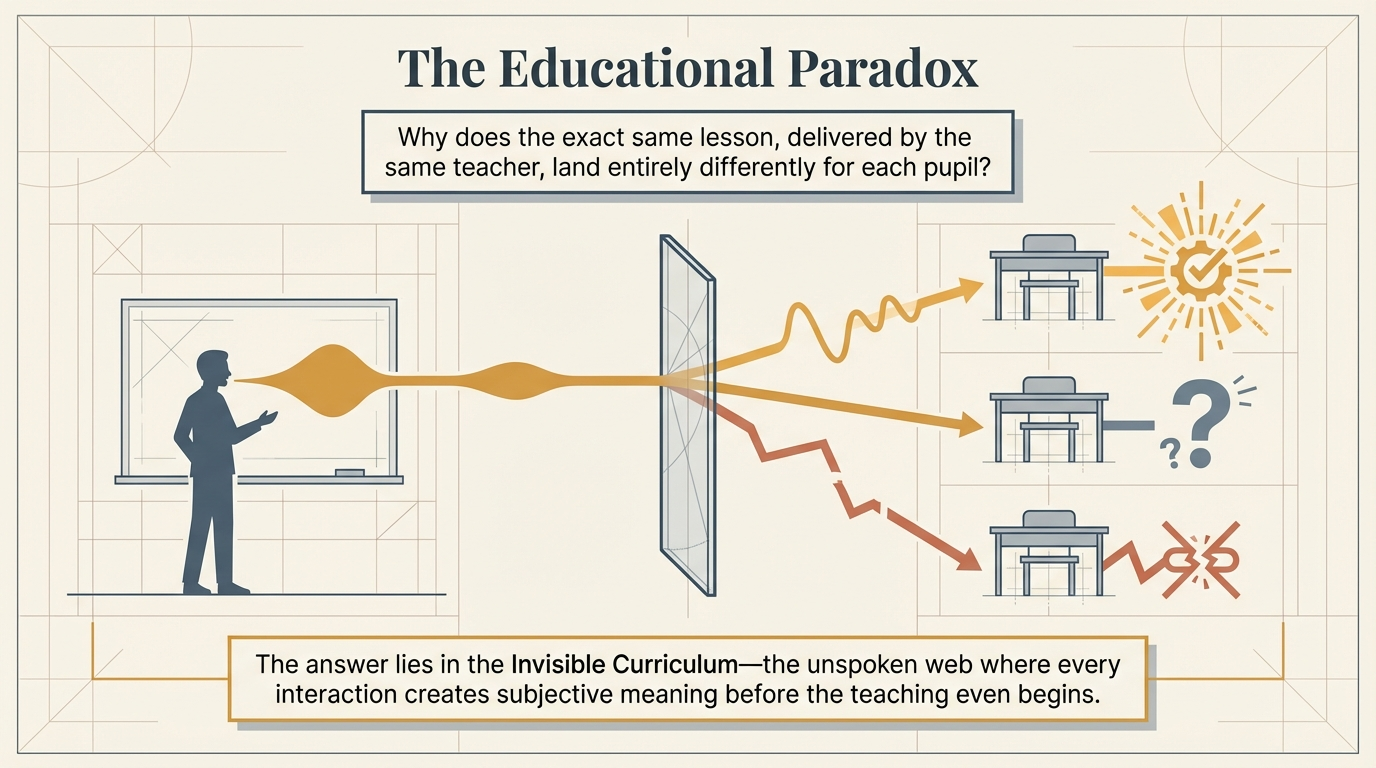 The Educational Paradox
Why does the exact same lesson, delivered by the
same teacher, land entirely differently for each pupil?
?
?
The answer lies in the Invisible Curriculum—the unspoken web where every
interaction creates subjective meaning before the teaching even begins.